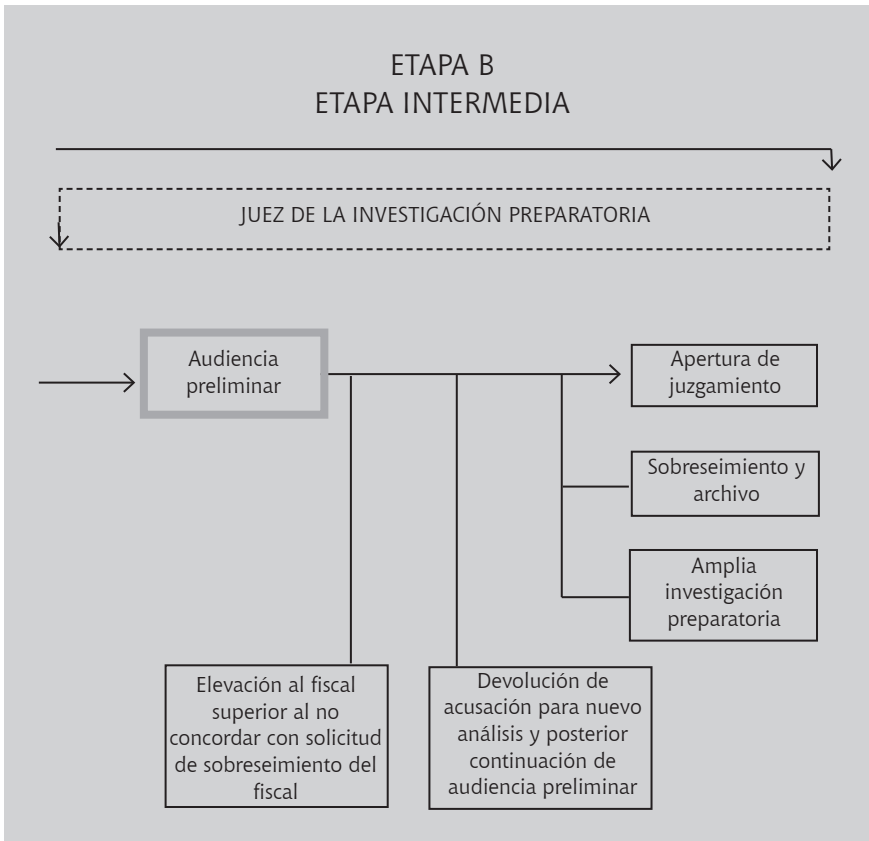 ETAPA B
ETAPA INTERMEDIA
JUEZ DE LA INVESTIGACIÓN PREPARATORIA
Audiencia
preliminar
Apertura de
juzgamiento
Sobreseimiento y
archivo
Amplia
investigación
preparatoria
Elevación al fiscal
superior al no
concordar con solicitud
de sobreseimiento del
fiscal
Devolución de
acusación para nuevo
análisis y posterior
continuación de
audiencia preliminar